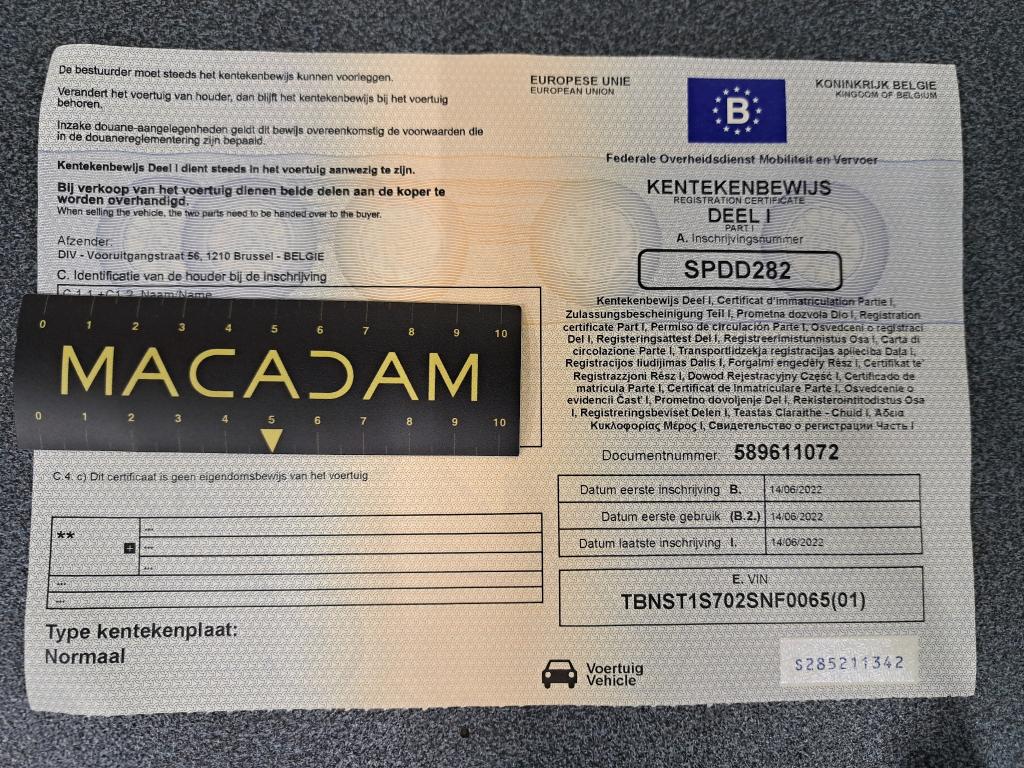 De bestuurder moet steeds het kentekenbewijs kunnen voorleggen.
Verandert het voertuig van houder, dan blijft het kentekenbewijs bij het voertuig
behoren.
Inzake douane-aangelegenheden geldt dit bewijs overeenkomstig de voorwaarden die
in de douanereglementering zijn bepaald.
Kentekenbewijs Deel I dient steeds in het voertuig aanwezig te zijn.
Bij verkoop van het voertuig dienen beide delen aan de koper te
worden overhandigd.
When selling the vehicle, the two parts need to be handed over to the buyer.
Afzender:
DIV - Vooruitgangstraat 56, 1210 Brussel - BELGIE
C. Identificatie van de houder bij de inschrijving
C.1.1.+C1.2. Naam/Name
0 1 2 3 4 5 6 7 8 9 10
MACADAM
0 1 2 3 4 5 6 7 8 9 10
C.4. c) Dit certificaat is geen eigendomsbewijs van het voertuig
**
...
...
...
...
...
Type kentekenplaat:
Normaal
EUROPESE UNIE
EUROPEAN UNION
B
KONINKRIJK BELGIE
KINGDOM OF BELGIUM
Federale Overheidsdienst Mobiliteit en Vervoer
KENTEKENBEWIJS
REGISTRATION CERTIFICATE
DEEL I
PART I
A. Inschrijvingsnummer
SPDD282
Kentekenbewijs Deel I, Certificat d'immatriculation Partie I,
Zulassungsbescheinigung Teil I, Prometna dozvola Dio I, Registration
certificate Part I, Permiso de circulación Parte I, Osvedceni o registraci
Del I, Registeringsattest Del I, Registreerimistunnistus Osa I, Carta di
circolazione Parte I, Transportlidzekja registracijas apliecība Daļa I,
Registracijos liudijimas Dalis I, Forgalmi engedély Rész I, Certifikat te'
Registrazzjoni Rész I, Dowod Rejestracyjny Część I, Certificado de
matricula Parte I, Certificat de Inmatriculare Parte I, Osvedcenie o
evidencii Časť I, Prometno dovoljenje Del I, Rekisteröintitodistus Osa
I, Registreringsbeviset Delen I, Teastas Claraithe - Chuid I, Άδεια
Κυκλοφορίας Μέρος I, Свидетельство о регистрации Часть I
Documentnummer: 589611072
Datum eerste inschrijving B. 14/06/2022
Datum eerste gebruik (B.2.) 14/06/2022
Datum laatste inschrijving I. 14/06/2022
E. VIN
TBNST1S702SNF0065(01)
Voertuig
Vehicle
S285211342